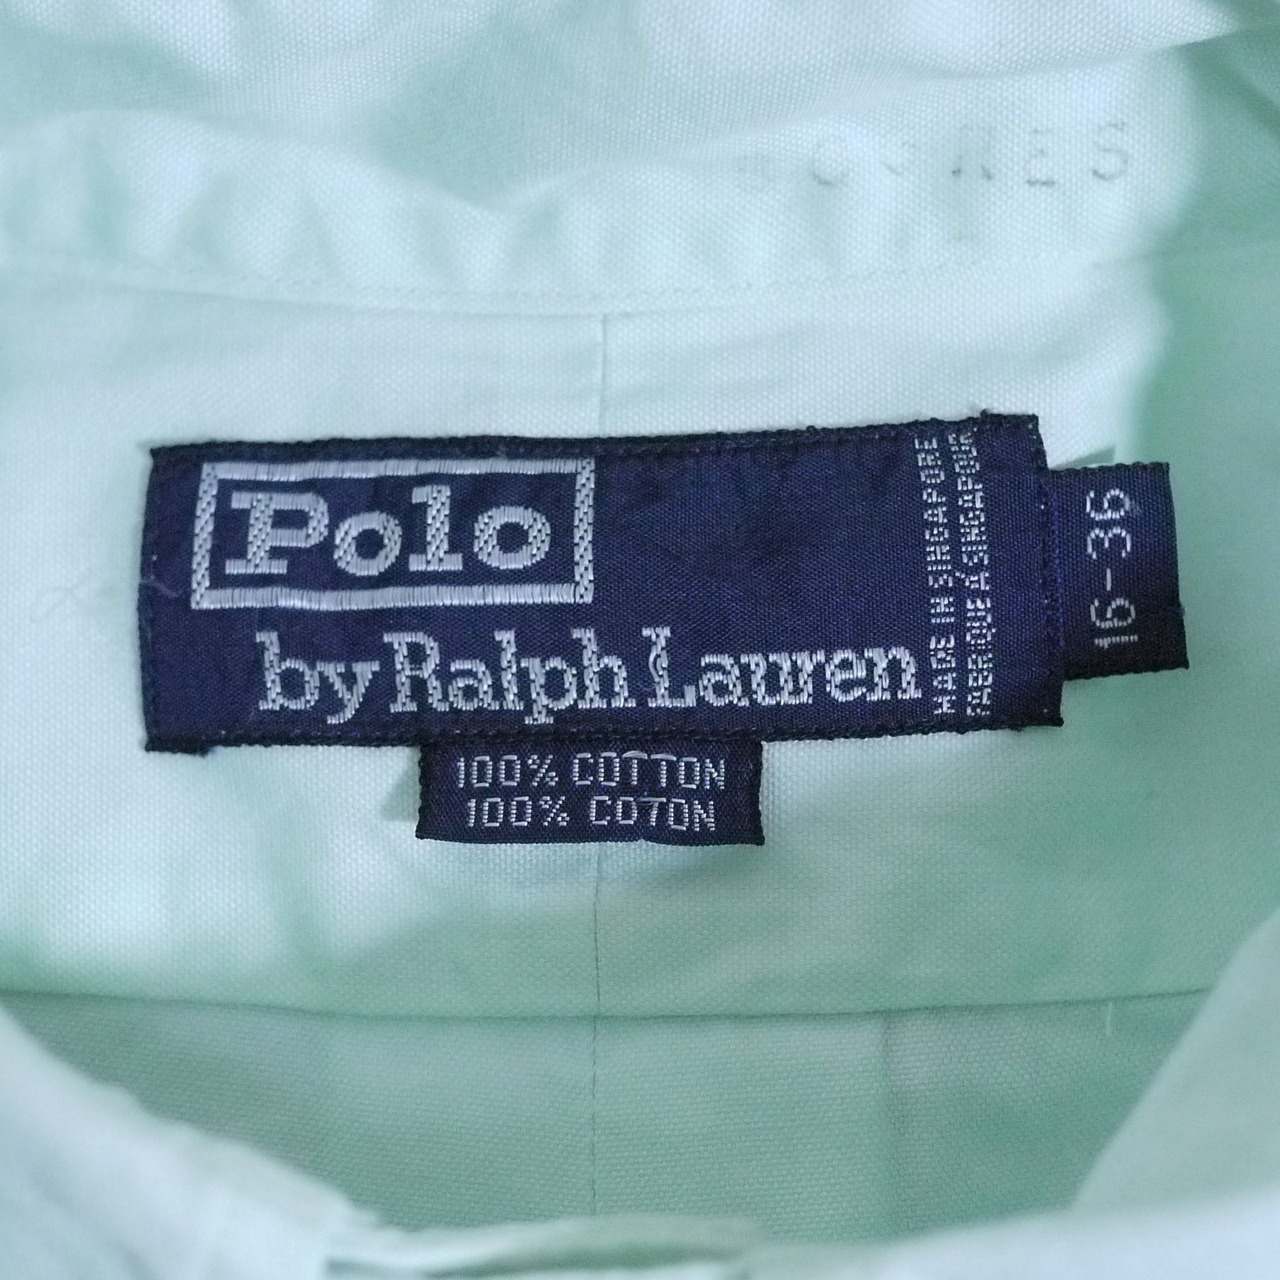 Polo
by Ralph Lauren
MADE IN SINGAPORE
FABRIQUE A SINGAPOUR
16-36
100% COTTON
100% COTON